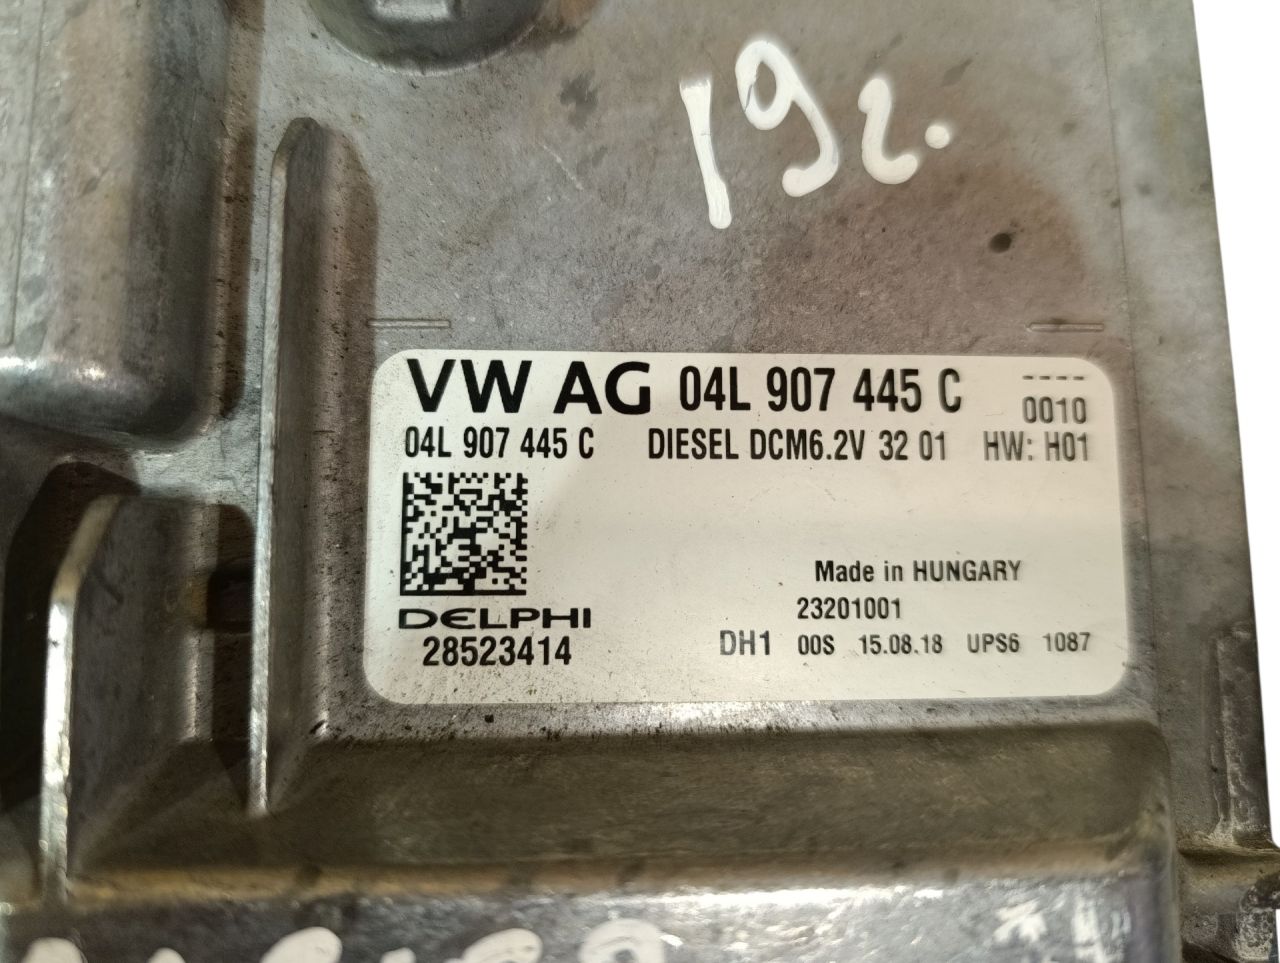 19г.
VW AG 04L 907 445 C ----
0010
04L 907 445 C DIESEL DCM6.2V 32 01 HW: H01
Made in HUNGARY
DELPHI 23201001
28523414 DH1 00S 15.08.18 UPS6 1087